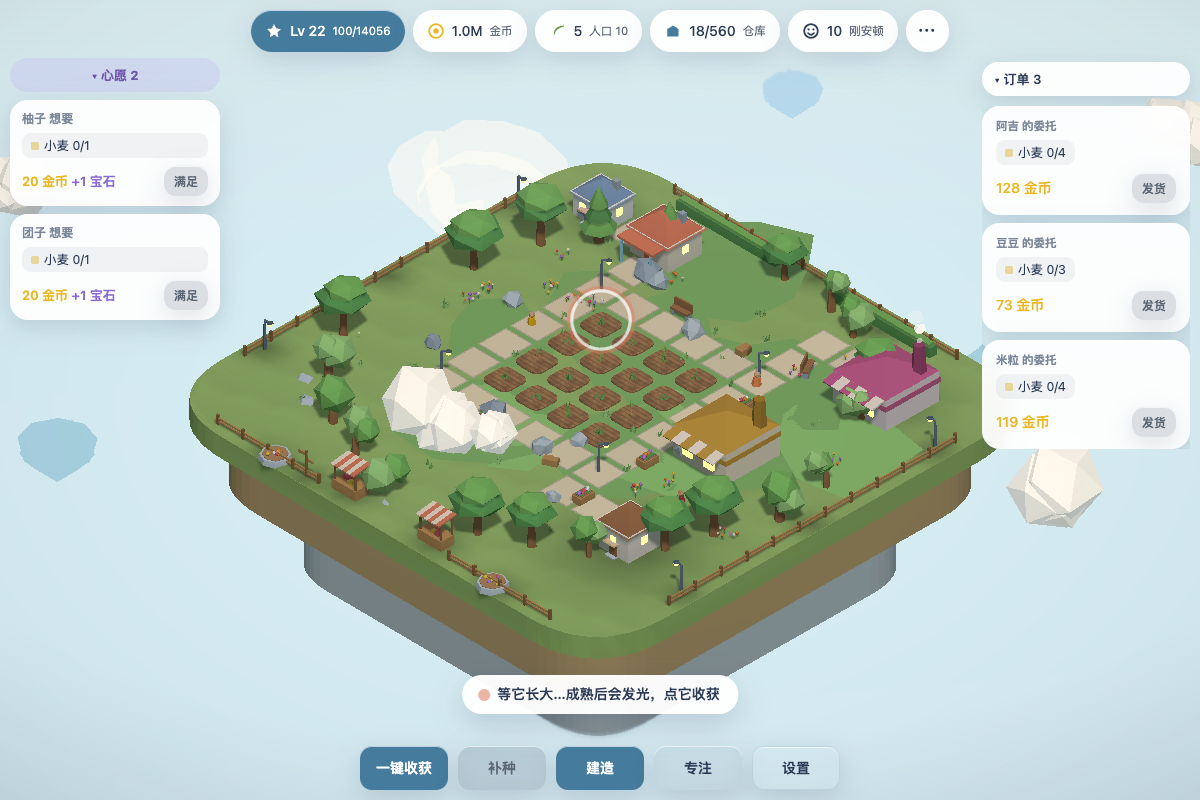 Lv 22 100/14056
1.0M 金币
5 人口 10
18/560 仓库
10 刚安顿
...
▾ 心愿 2
柚子 想要
小麦 0/1
20 金币 +1 宝石
满足
团子 想要
小麦 0/1
20 金币 +1 宝石
满足
▾ 订单 3
阿吉 的委托
小麦 0/4
128 金币
发货
豆豆 的委托
小麦 0/3
73 金币
发货
米粒 的委托
小麦 0/4
119 金币
发货
等它长大...成熟后会发光，点它收获
一键收获
补种
建造
专注
设置